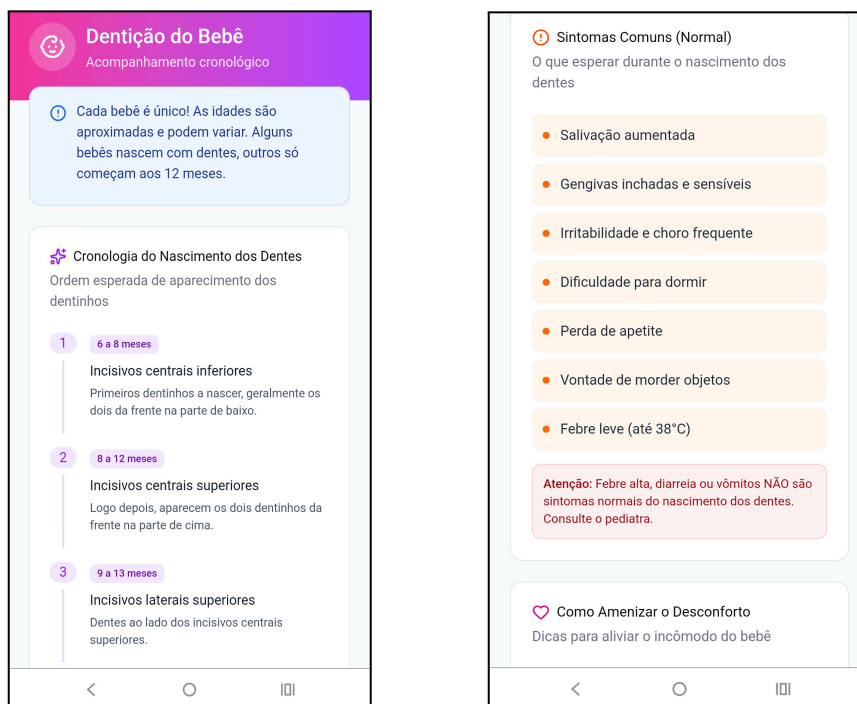 Dentição do Bebê
Acompanhamento cronológico
Cada bebê é único! As idades são
aproximadas e podem variar. Alguns
bebês nascem com dentes, outros só
começam aos 12 meses.
Cronologia do Nascimento dos Dentes
Ordem esperada de aparecimento dos
dentinhos
1
6 a 8 meses
Incisivos centrais inferiores
Primeiros dentinhos a nascer, geralmente os
dois da frente na parte de baixo.
2
8 a 12 meses
Incisivos centrais superiores
Logo depois, aparecem os dois dentinhos da
frente na parte de cima.
3
9 a 13 meses
Incisivos laterais superiores
Dentes ao lado dos incisivos centrais
superiores.
Sintomas Comuns (Normal)
O que esperar durante o nascimento dos
dentes
Salivação aumentada
Gengivas inchadas e sensíveis
Irritabilidade e choro frequente
Dificuldade para dormir
Perda de apetite
Vontade de morder objetos
Febre leve (até 38°C)
Atenção: Febre alta, diarreia ou vômitos NÃO são
sintomas normais do nascimento dos dentes.
Consulte o pediatra.
Como Amenizar o Desconforto
Dicas para aliviar o incômodo do bebê